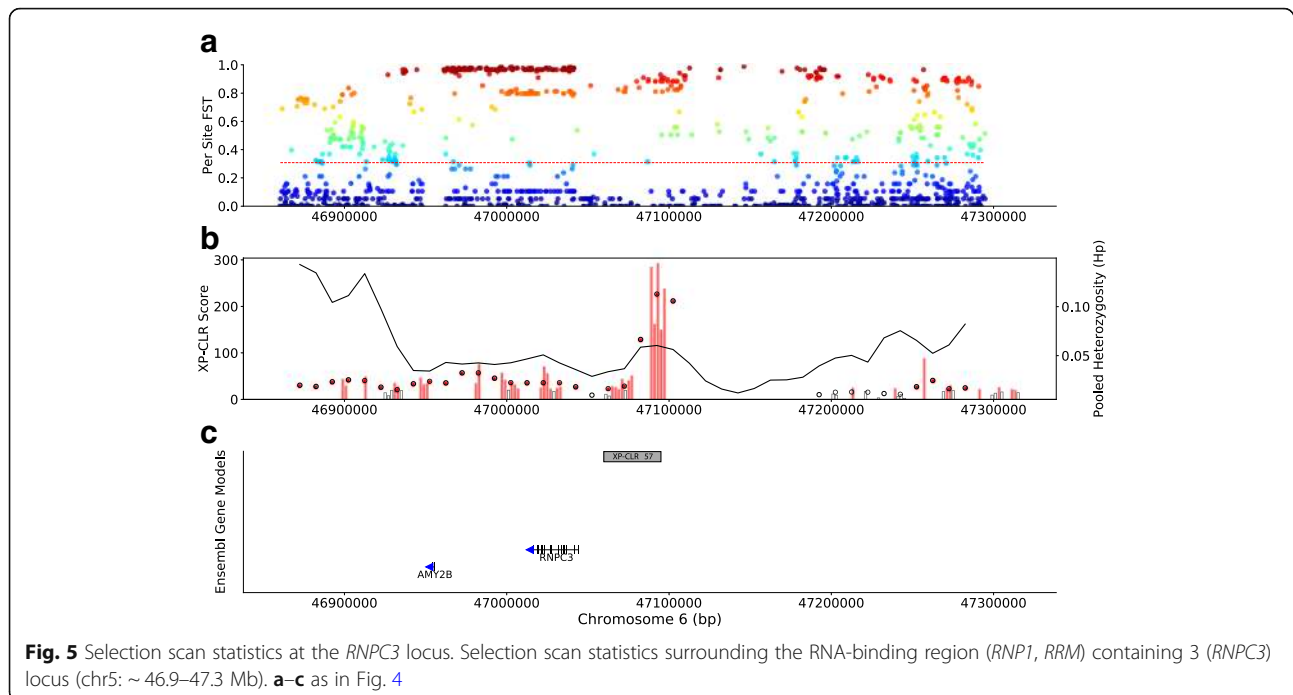 a
1.0
0.8
0.6
0.4
0.2
0.0
Per Site FST
46900000 47000000 47100000 47200000 47300000
b
300
200
100
0
XP-CLR Score
0.10
0.05
Pooled Heterozygosity (Hp)
46900000 47000000 47100000 47200000 47300000
c
Ensembl Gene Models
XP-CLR 57
RNPC3
AMY2B
46900000 47000000 47100000 47200000 47300000
Chromosome 6 (bp)
Fig. 5 Selection scan statistics at the RNPC3 locus. Selection scan statistics surrounding the RNA-binding region (RNP1, RRM) containing 3 (RNPC3)
locus (chr5: ~ 46.9–47.3 Mb). a–c as in Fig. 4